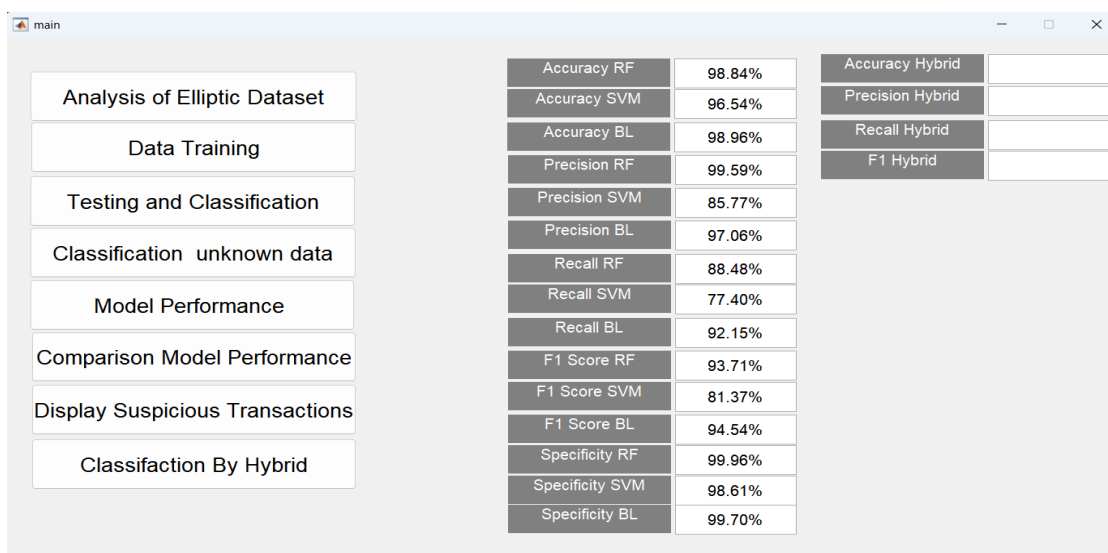 main
Analysis of Elliptic Dataset
Data Training
Testing and Classification
Classification  unknown data
Model Performance
Comparison Model Performance
Display Suspicious Transactions
Classifaction By Hybrid
Accuracy RF 98.84%
Accuracy SVM 96.54%
Accuracy BL 98.96%
Precision RF 99.59%
Precision SVM 85.77%
Precision BL 97.06%
Recall RF 88.48%
Recall SVM 77.40%
Recall BL 92.15%
F1 Score RF 93.71%
F1 Score SVM 81.37%
F1 Score BL 94.54%
Specificity RF 99.96%
Specificity SVM 98.61%
Specificity BL 99.70%
Accuracy Hybrid
Precision Hybrid
Recall Hybrid
F1 Hybrid